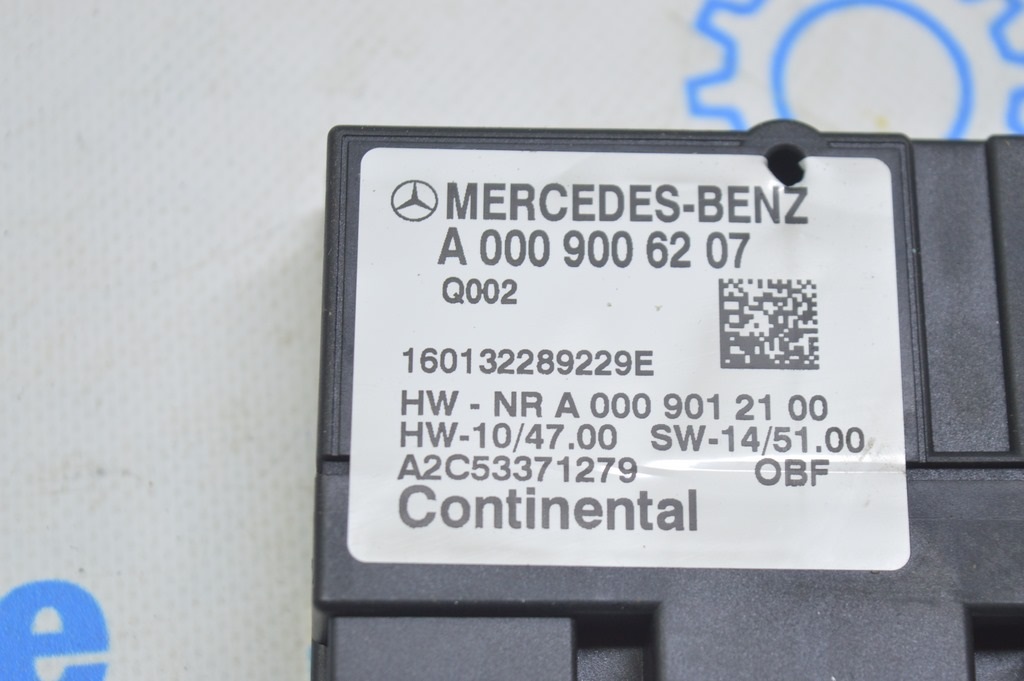 MERCEDES-BENZ
A 000 900 62 07
Q002
160132289229E
HW - NR A 000 901 21 00
HW-10/47.00 SW-14/51.00
A2C53371279 OBF
Continental
e